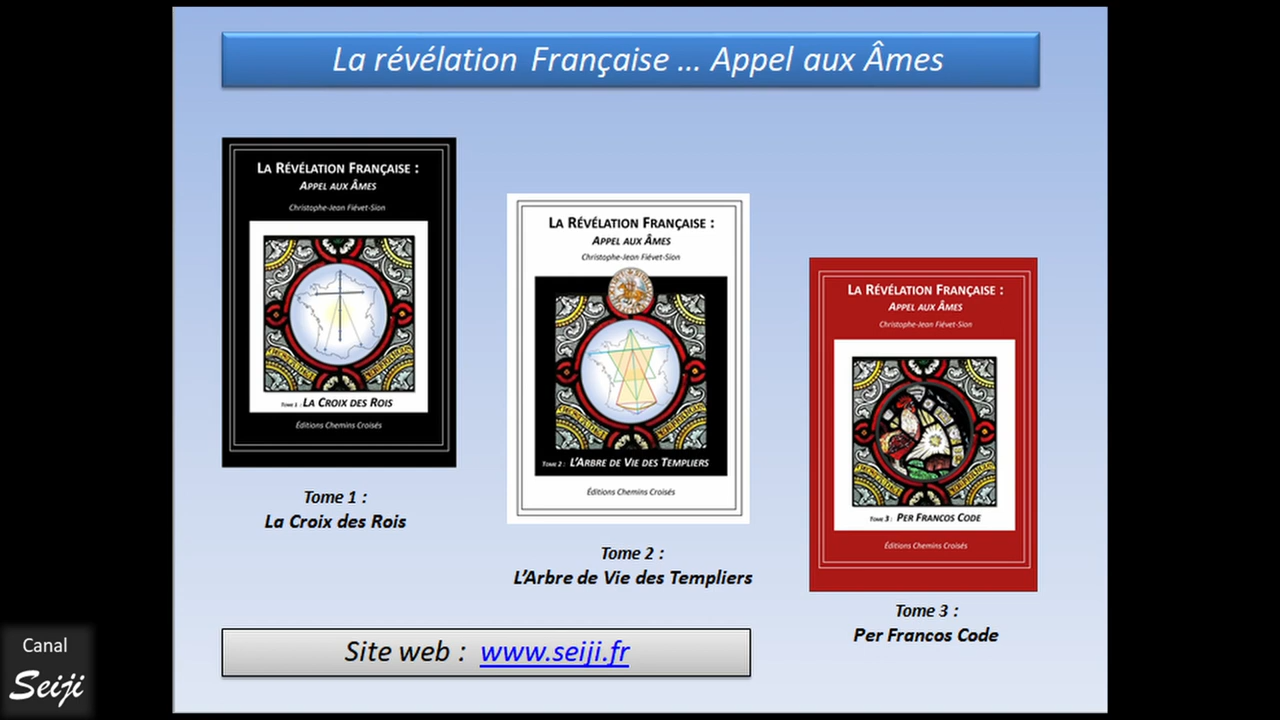 La révélation Française ... Appel aux Âmes
LA RÉVÉLATION FRANÇAISE :
APPEL AUX ÂMES
Christophe-Jean Fiévet-Sion
TOME 1 : LA CROIX DES ROIS
Éditions Chemins Croisés
Tome 1 :
La Croix des Rois
LA RÉVÉLATION FRANÇAISE :
APPEL AUX ÂMES
Christophe-Jean Fiévet-Sion
TOME 2 : L'ARBRE DE VIE DES TEMPLIERS
Éditions Chemins Croisés
Tome 2 :
L'Arbre de Vie des Templiers
LA RÉVÉLATION FRANÇAISE :
APPEL AUX ÂMES
Christophe-Jean Fiévet-Sion
TOME 3 : PER FRANCOS CODE
Éditions Chemins Croisés
Tome 3 :
Per Francos Code
Site web : www.seiji.fr
Canal
Seiji